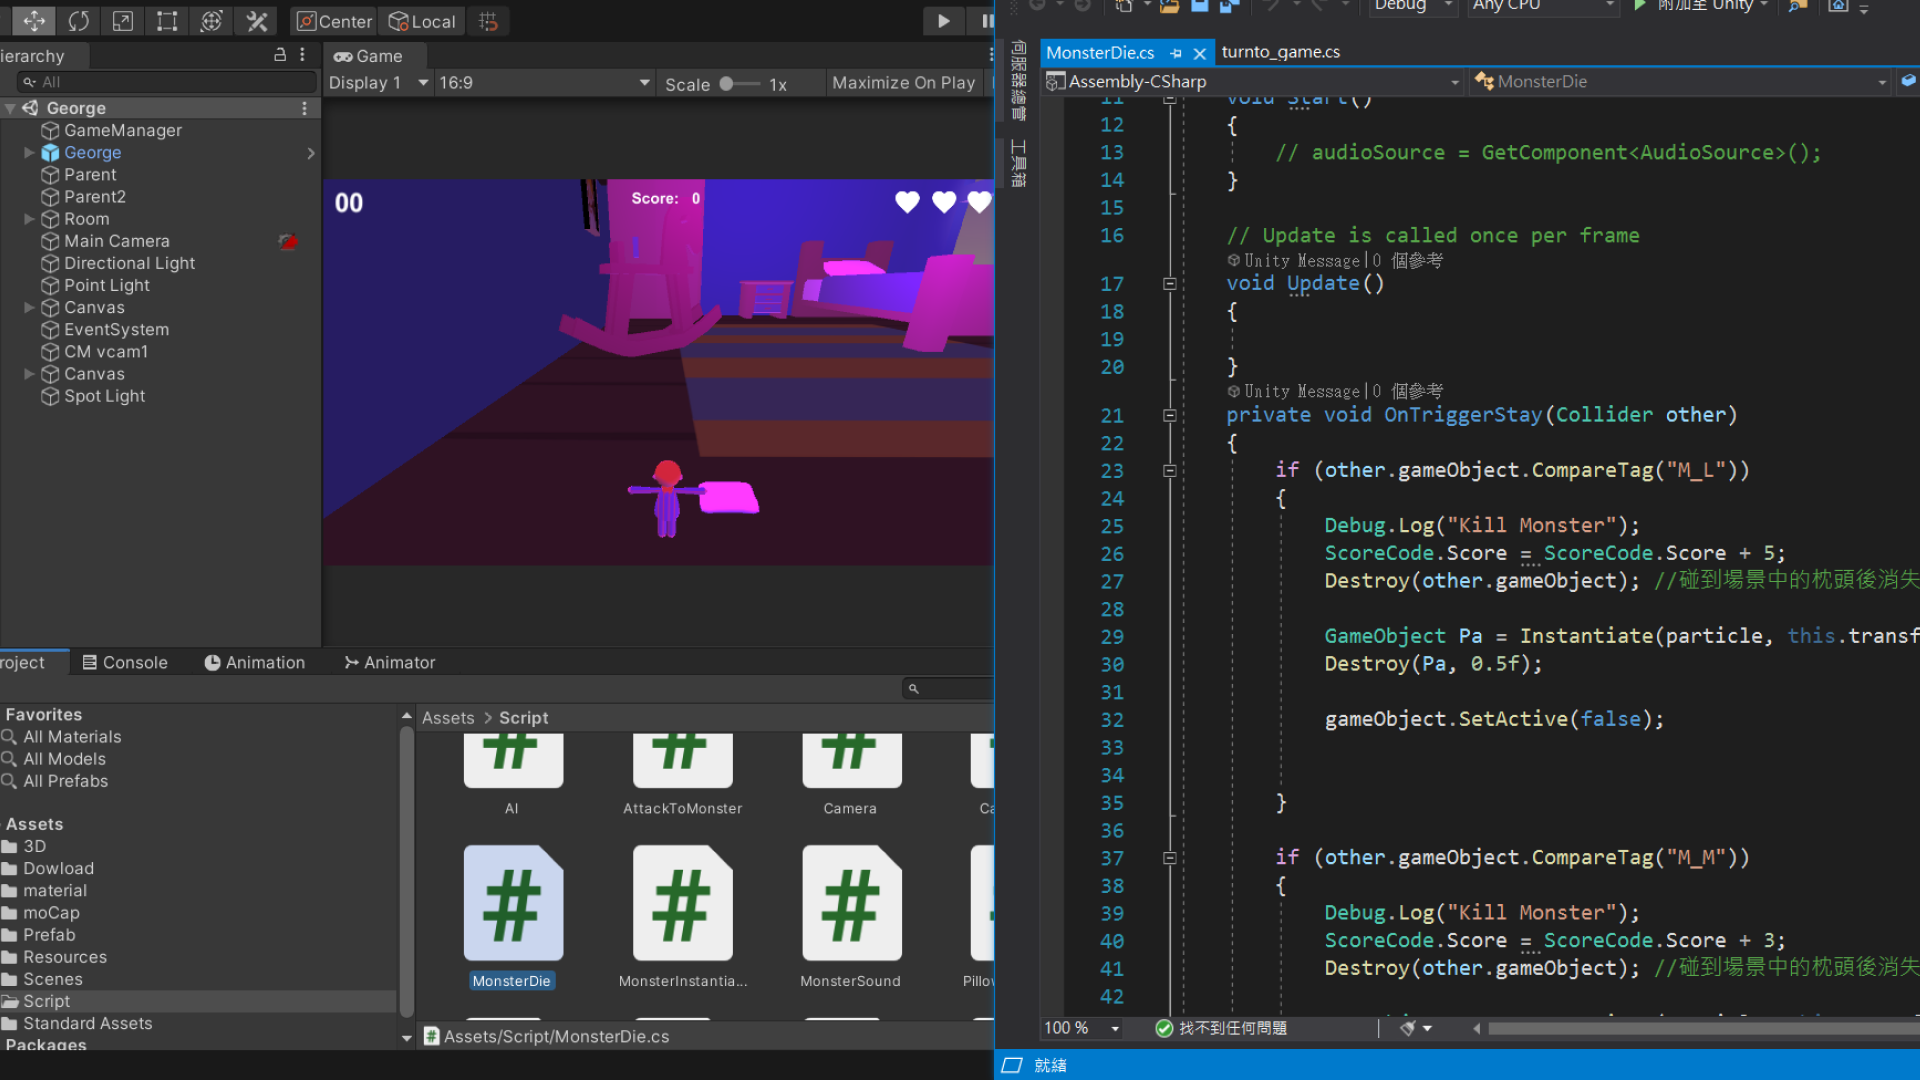 Center
Local
ierarchy
All
George
GameManager
George
Parent
Parent2
Room
Main Camera
Directional Light
Point Light
Canvas
EventSystem
CM vcam1
Canvas
Spot Light
Game
Display 1
16:9
Scale
1x
Maximize On Play
00
Score: 0
roject
Console
Animation
Animator
Favorites
All Materials
All Models
All Prefabs
Assets
3D
Dowload
material
moCap
Prefab
Resources
Scenes
Script
Standard Assets
Packages
Assets > Script
AI
AttackToMonster
Camera
Ca
MonsterDie
MonsterInstantia...
MonsterSound
Pillo
Assets/Script/MonsterDie.cs
Debug
Any CPU
附加至 Unity
伺服器總管
工具箱
MonsterDie.cs
turnto_game.cs
Assembly-CSharp
MonsterDie
11 void Start()
12 {
13 // audioSource = GetComponent<AudioSource>();
14 }
15
16 // Update is called once per frame
Unity Message|0 個參考
17 void Update()
18 {
19
20 }
Unity Message|0 個參考
21 private void OnTriggerStay(Collider other)
22 {
23 if (other.gameObject.CompareTag("M_L"))
24 {
25 Debug.Log("Kill Monster");
26 ScoreCode.Score = ScoreCode.Score + 5;
27 Destroy(other.gameObject); //碰到場景中的枕頭後消失
28
29 GameObject Pa = Instantiate(particle, this.transf
30 Destroy(Pa, 0.5f);
31
32 gameObject.SetActive(false);
33
34
35 }
36
37 if (other.gameObject.CompareTag("M_M"))
38 {
39 Debug.Log("Kill Monster");
40 ScoreCode.Score = ScoreCode.Score + 3;
41 Destroy(other.gameObject); //碰到場景中的枕頭後消失
42
100 %
找不到任何問題
就緒